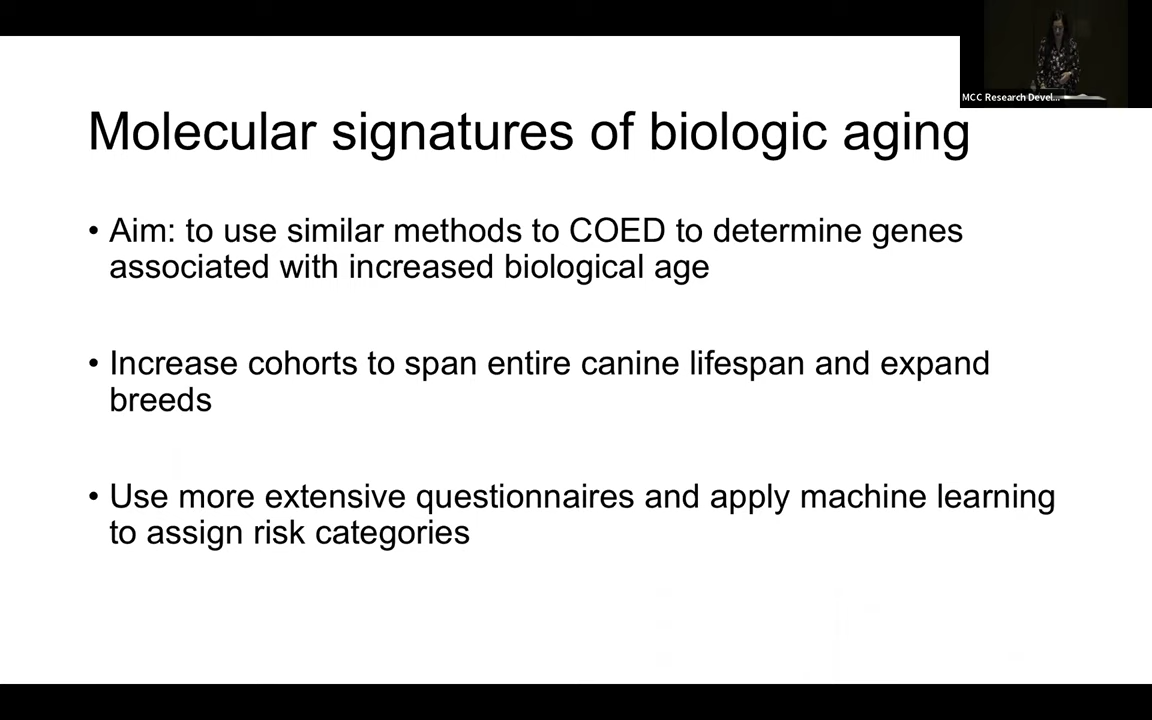 MCC Research Devel...
Molecular signatures of biologic aging
• Aim: to use similar methods to COED to determine genes
associated with increased biological age
• Increase cohorts to span entire canine lifespan and expand
breeds
• Use more extensive questionnaires and apply machine learning
to assign risk categories